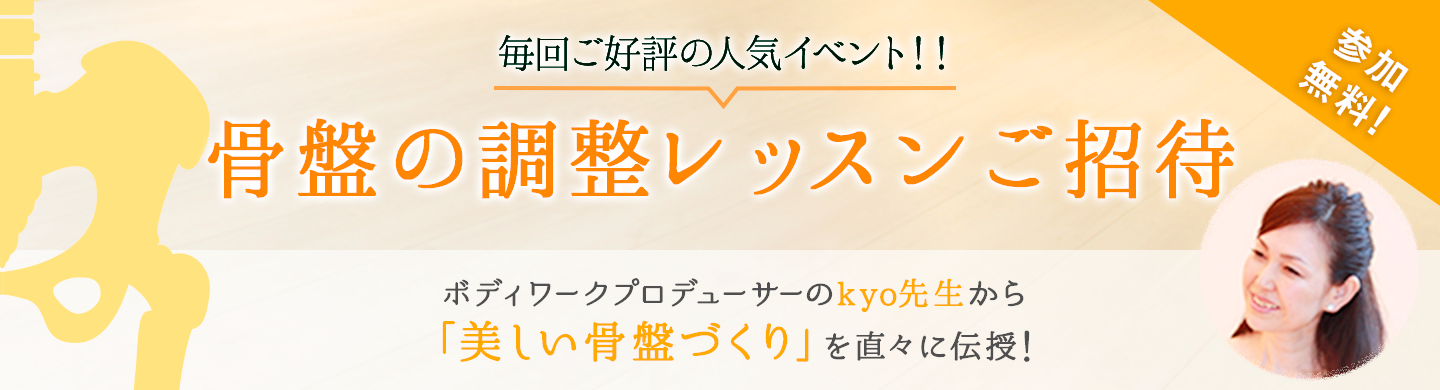 毎回ご好評の人気イベント！！
参加
無料！
骨盤の調整レッスンご招待
ボディワークプロデューサーのkyo先生から
「美しい骨盤づくり」を直々に伝授！